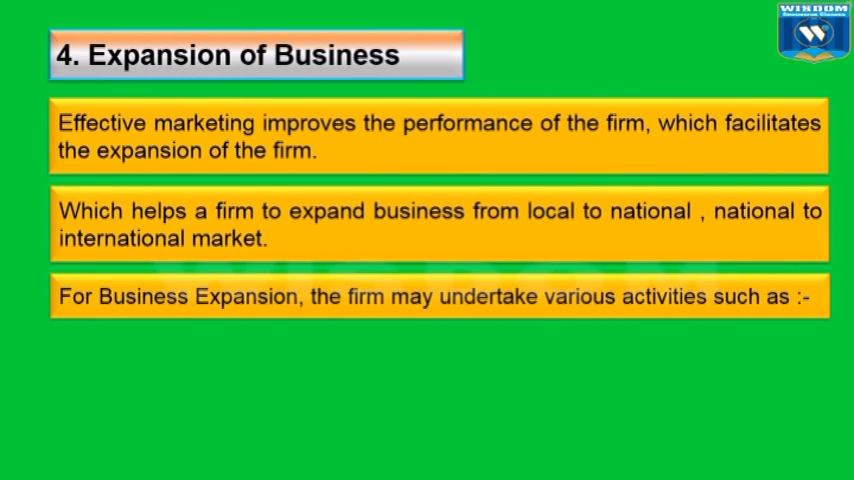 WISDOM
W
4. Expansion of Business
Effective marketing improves the performance of the firm, which facilitates
the expansion of the firm.
Which helps a firm to expand business from local to national , national to
international market.
For Business Expansion, the firm may undertake various activities such as :-
WISDOM